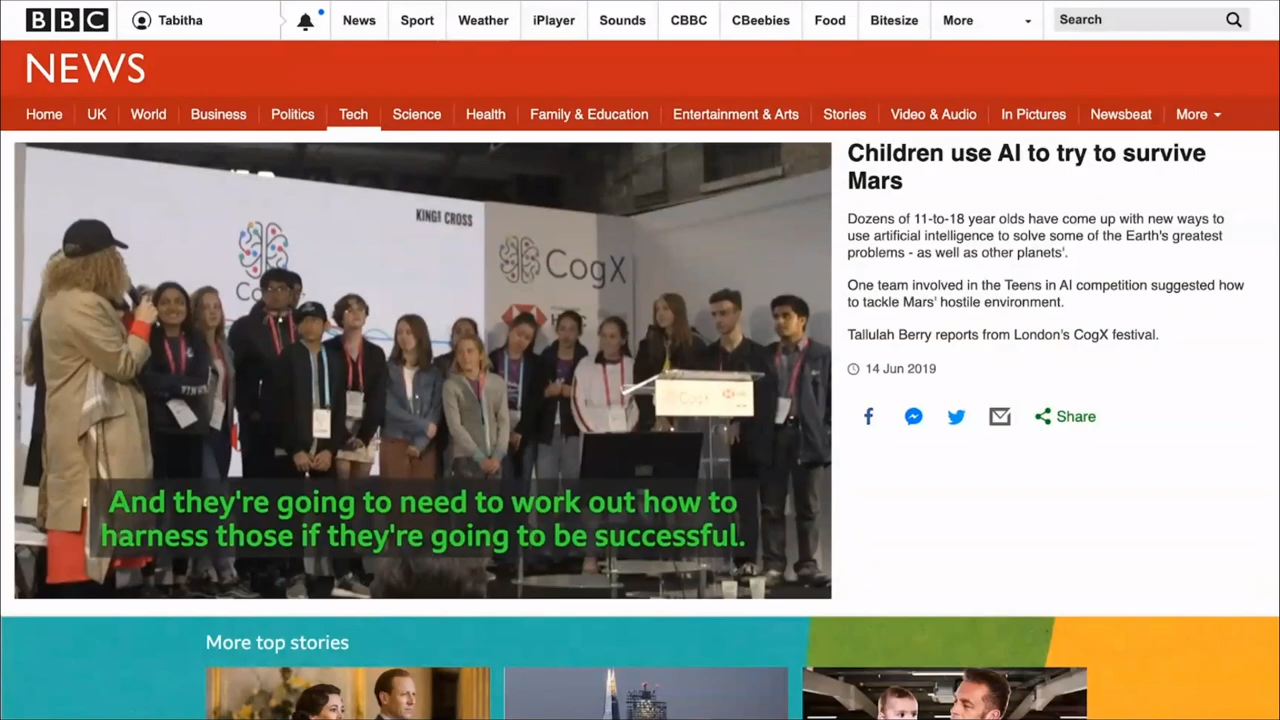 BBC
Tabitha
News
Sport
Weather
iPlayer
Sounds
CBBC
CBeebies
Food
Bitesize
More
Search
NEWS
Home
UK
World
Business
Politics
Tech
Science
Health
Family & Education
Entertainment & Arts
Stories
Video & Audio
In Pictures
Newsbeat
More
KING'S CROSS
CogX
And they're going to need to work out how to
harness those if they're going to be successful.
Children use AI to try to survive
Mars
Dozens of 11-to-18 year olds have come up with new ways to
use artificial intelligence to solve some of the Earth's greatest
problems - as well as other planets'.
One team involved in the Teens in AI competition suggested how
to tackle Mars' hostile environment.
Tallulah Berry reports from London's CogX festival.
14 Jun 2019
Share
More top stories